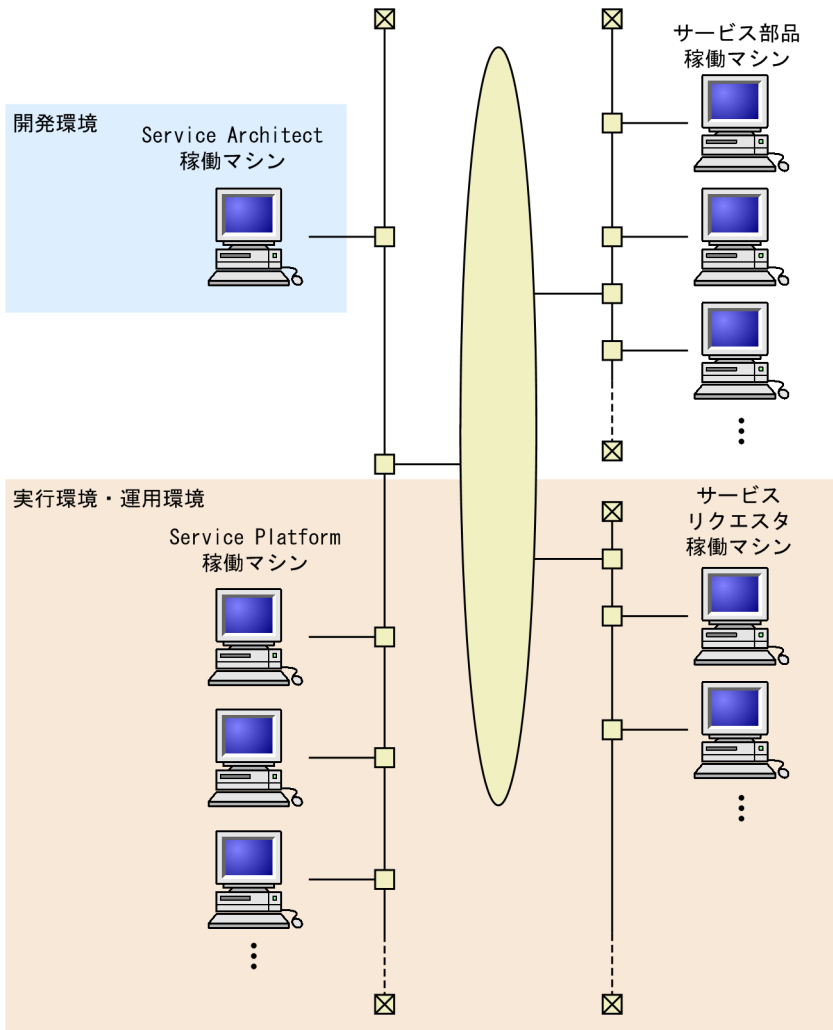 サービス部品
稼働マシン
開発環境
Service Architect
稼働マシン
実行環境・運用環境
Service Platform
稼働マシン
サービス
リクエスタ
稼働マシン